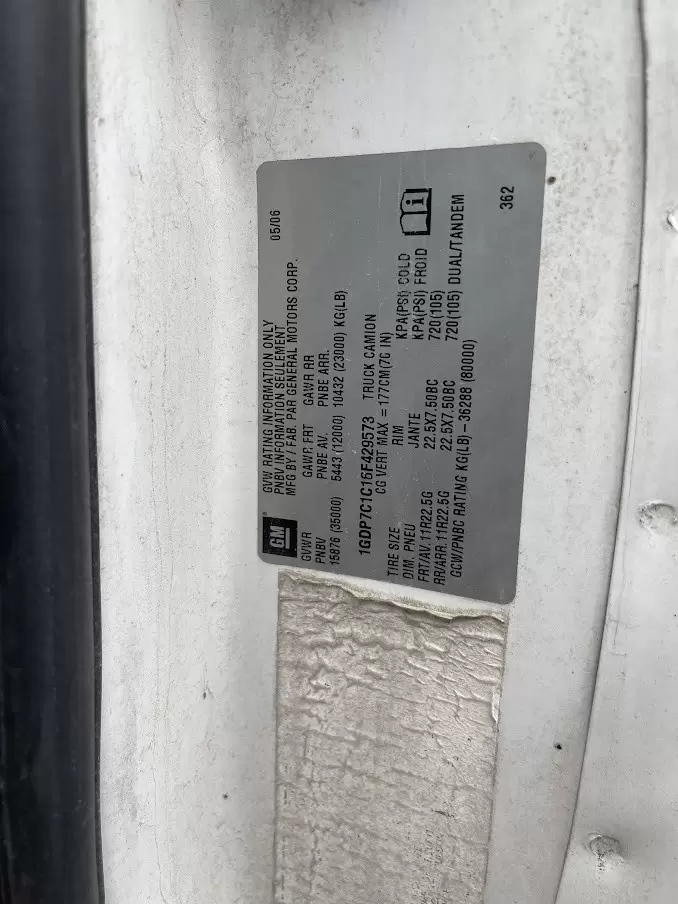 GM®
GVW RATING INFORMATION ONLY
PNBV INFORMATION SEULEMENT
MFG BY / FAB. PAR GENERAL MOTORS CORP.
05/06
GVWR GAWR FRT GAWR RR
PNBV PNBE AV. PNBE ARR.
15876 (35000) 5443 (12000) 10432 (23000) KG(LB)
1GDP7C1C16F429573 TRUCK CAMION
CG VERT MAX = 177CM(70 IN)
TIRE SIZE RIM KPA(PSI) COLD
DIM. PNEU JANTE KPA(PSI) FROID
FRT/AV. 11R22.5G 22.5X7.50BC 720(105)
RR/ARR. 11R22.5G 22.5X7.50BC 720(105) DUAL/TANDEM
GCW/PNBC RATING KG(LB)–36288 (80000)
362